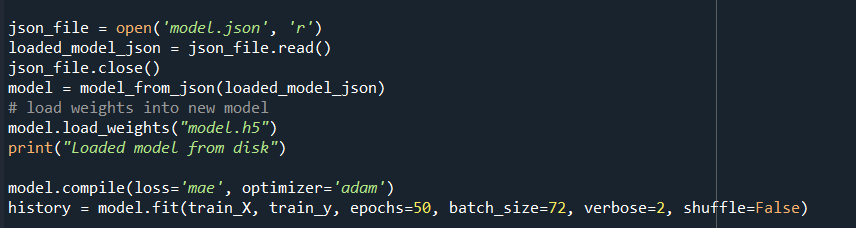 json_file = open('model.json', 'r')
loaded_model_json = json_file.read()
json_file.close()
model = model_from_json(loaded_model_json)
# load weights into new model
model.load_weights("model.h5")
print("Loaded model from disk")
model.compile(loss='mae', optimizer='adam')
history = model.fit(train_X, train_y, epochs=50, batch_size=72, verbose=2, shuffle=False)